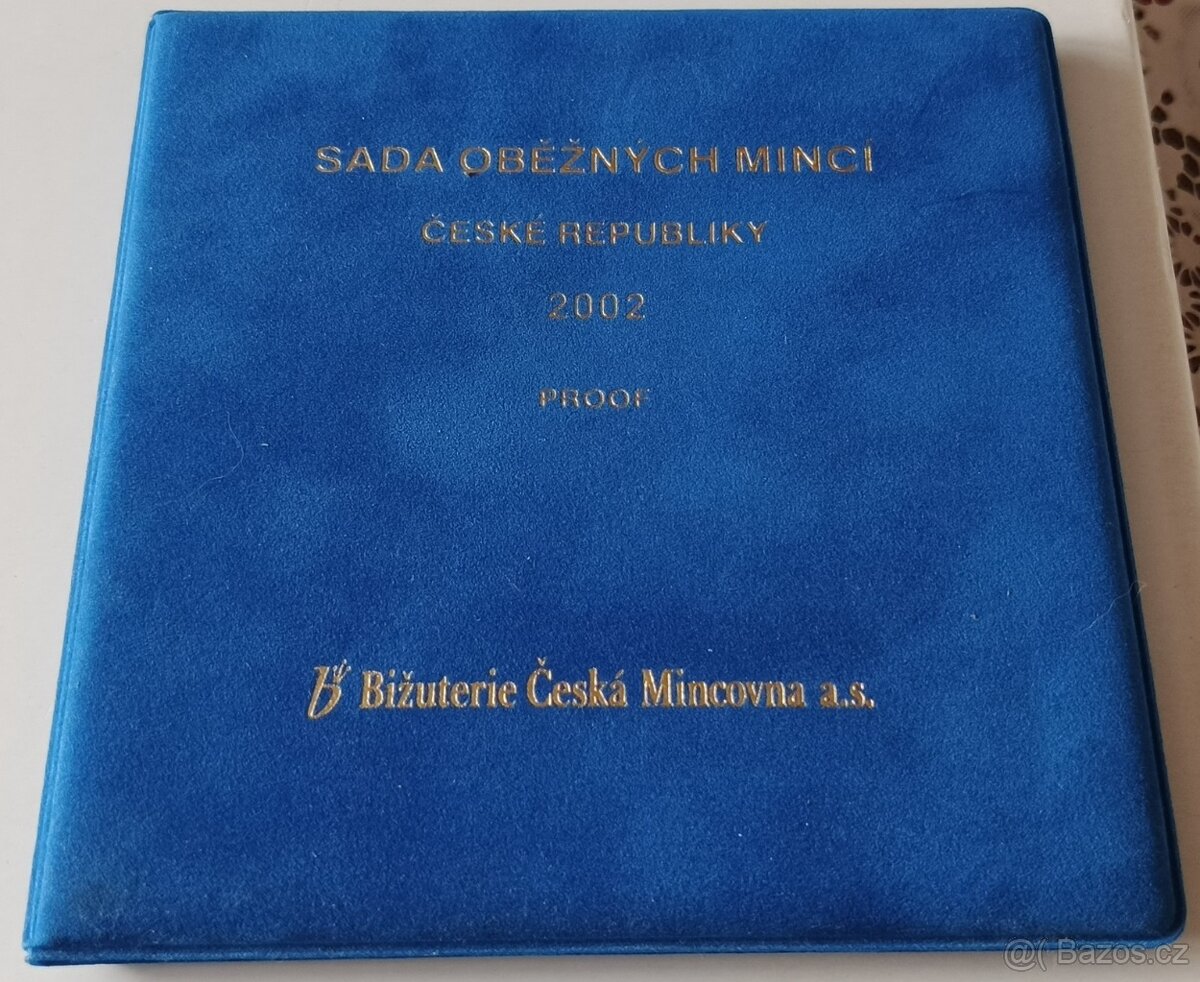 SADA OBĚŽNÝCH MINCÍ
ČESKÉ REPUBLIKY
2002
PROOF
Bižuterie Česká Mincovna a.s.
@( Bazos.cz